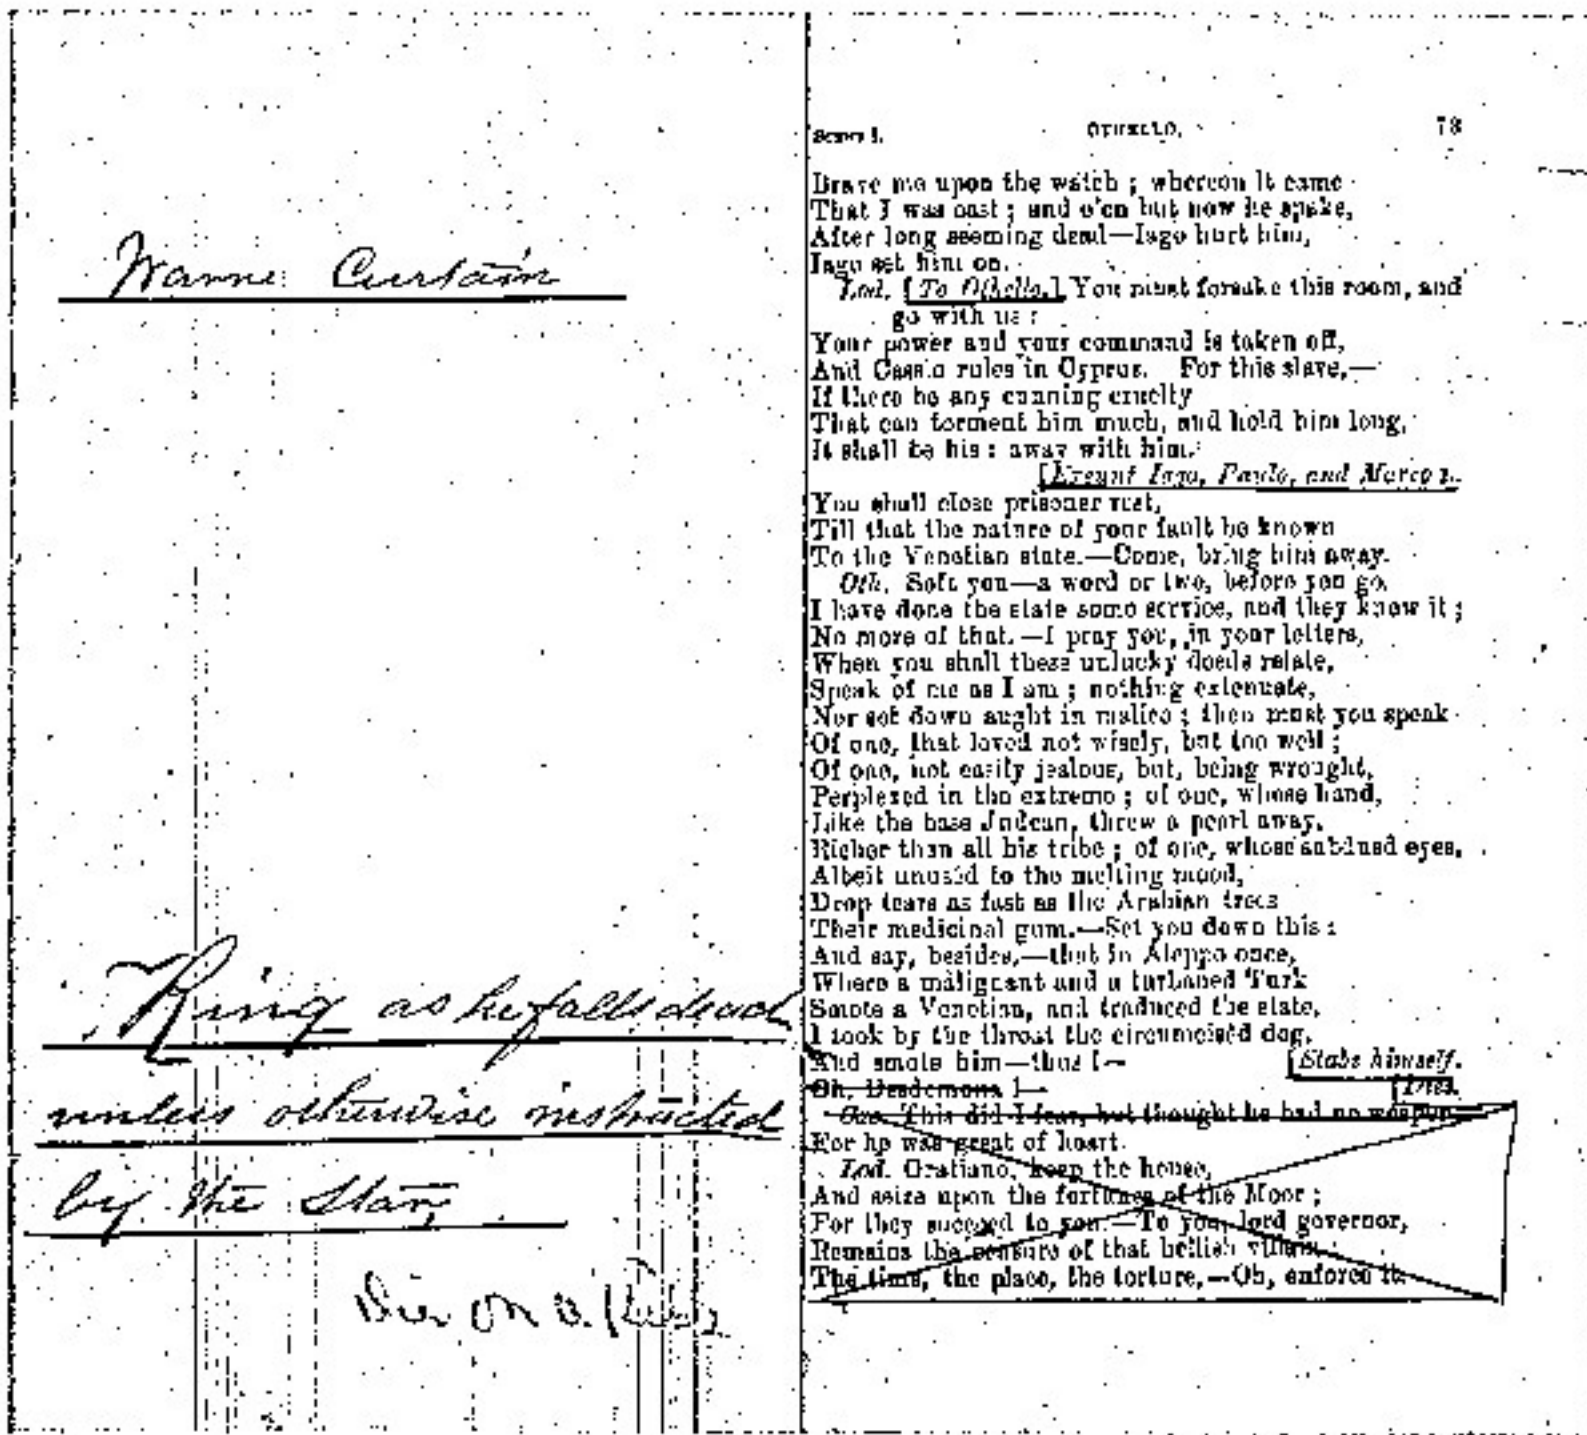 Warne Curtain
Ring as he falls dead
unless otherwise instructed
by the Star
Die on a Kiss
SCENE I. OTHELLO. 73
Brave me upon the watch ; whereon it came
That I was cast ; and e'en but now he spake,
After long seeming dead—Iago hurt him,
Iago set him on.
Lod. [To Othello.] You must forsake this room, and
go with us :
Your power and your command is taken off,
And Cassio rules in Cyprus. For this slave,—
If there be any cunning cruelty
That can torment him much, and hold him long,
It shall be his : away with him.
[Exeunt Iago, Paulo, and Marco
You shall close prisoner rest,
Till that the nature of your fault be known
To the Venetian state.—Come, bring him away.
Oth. Soft you—a word or two, before you go.
I have done the state some service, and they know it ;
No more of that.—I pray you, in your letters,
When you shall these unlucky deeds relate,
Speak of me as I am ; nothing extenuate,
Nor set down aught in malice ; then must you speak
Of one, that loved not wisely, but too well ;
Of one, not easily jealous, but, being wrought,
Perplexed in the extreme ; of one, whose hand,
Like the base Judean, threw a pearl away,
Richer than all his tribe ; of one, whose subdued eyes,
Albeit unused to the melting mood,
Drop tears as fast as the Arabian trees
Their medicinal gum.—Set you down this :
And say, besides,—that in Aleppo once,
Where a malignant and a turbaned Turk
Smote a Venetian, and traduced the state,
I took by the throat the circumcised dog,
And smote him—thus !— [Stabs himself.
Oh, Desdemona !— [Dies.
Cas. This did I fear, but thought he had no weapon
For he was great of heart.
Lod. Gratiano, keep the house,
And seize upon the fortunes of the Moor ;
For they succeed to you.—To you, lord governor,
Remains the censure of that hellish villain,
The time, the place, the torture,—Oh, enforce it